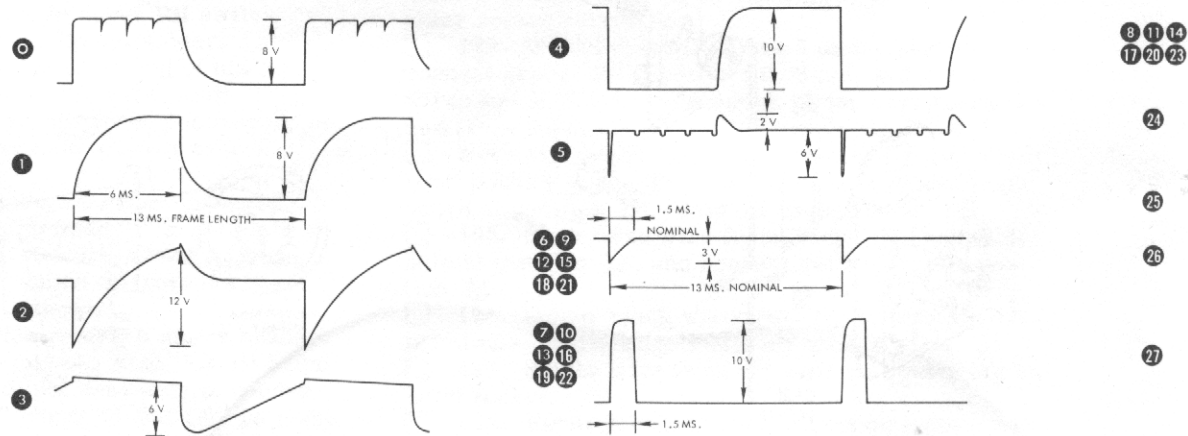 0
8 V
8 V
1
8 V
6 MS.
13 MS. FRAME LENGTH
2
12 V
3
6 V
4
10 V
2 V
5
6 V
1.5 MS.
NOMINAL
6 9
12 15
18 21
3 V
13 MS. NOMINAL
7 10
13 16
19 22
10 V
1.5 MS.
8 11 14
17 20 23
24
25
26
27